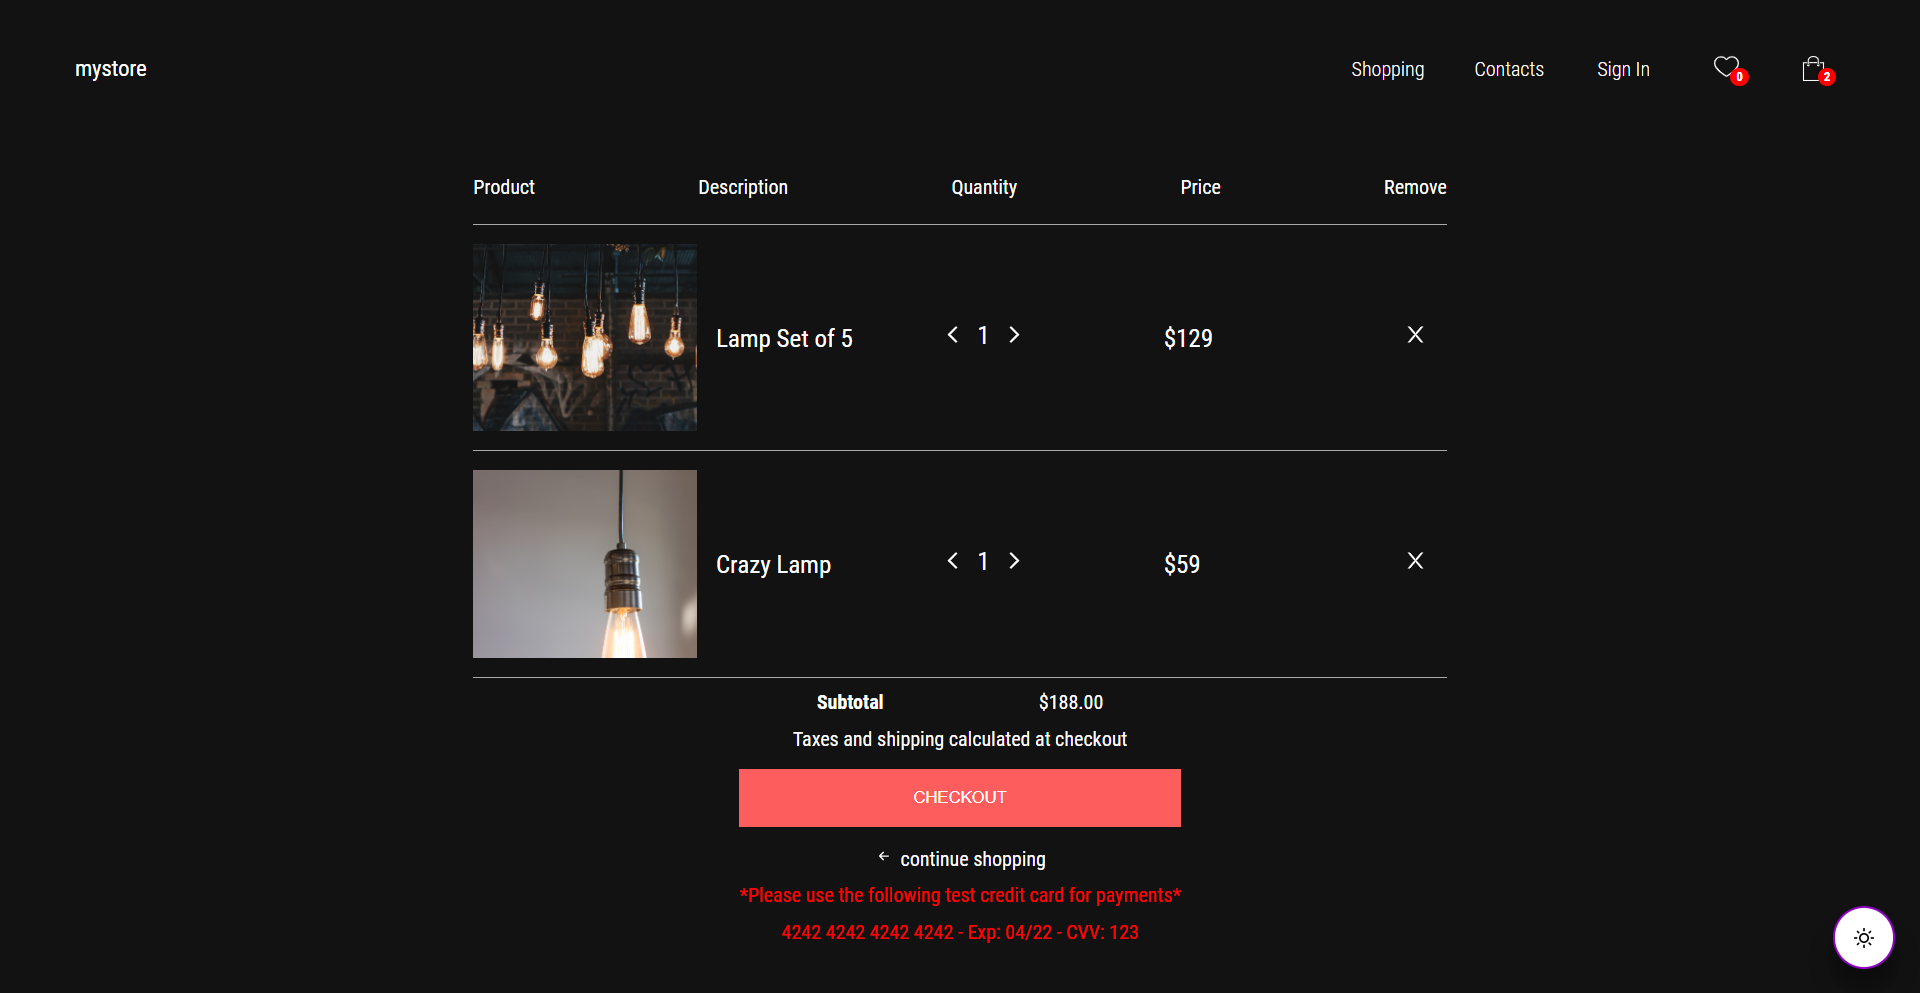 mystore
Shopping Contacts Sign In 0 2
Product Description Quantity Price Remove
Lamp Set of 5 1 $129
Crazy Lamp 1 $59
Subtotal $188.00
Taxes and shipping calculated at checkout
CHECKOUT
continue shopping
*Please use the following test credit card for payments*
4242 4242 4242 4242 - Exp: 04/22 - CVV: 123